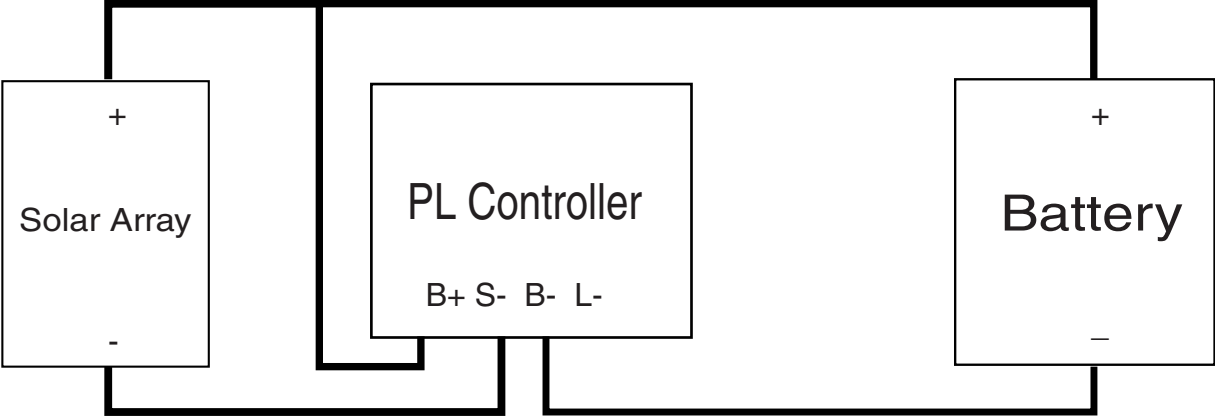 +
+
PL Controller
Solar Array
Battery
B+ S- B- L-
-
–